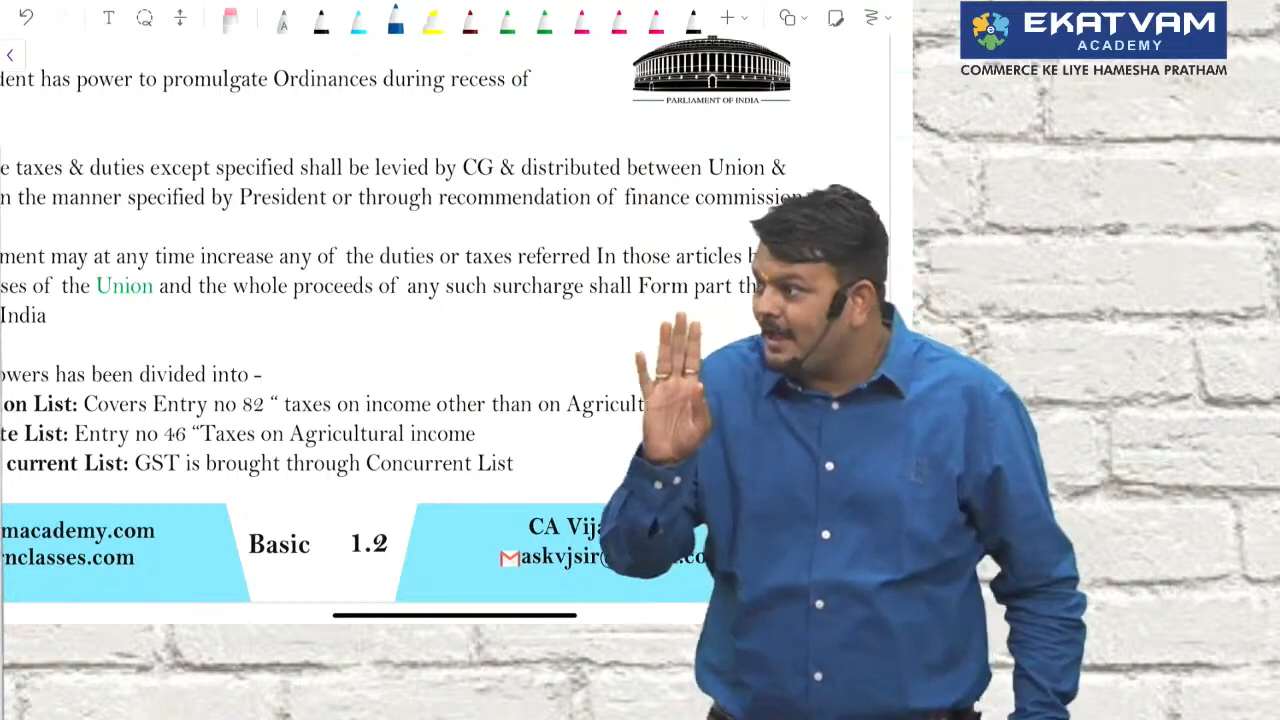 EKATVAM
ACADEMY
COMMERCE KE LIYE HAMESHA PRATHAM
dent has power to promulgate Ordinances during recess of
PARLIAMENT OF INDIA
e taxes & duties except specified shall be levied by CG & distributed between Union &
n the manner specified by President or through recommendation of finance commission
ment may at any time increase any of the duties or taxes referred In those articles b
ses of the Union and the whole proceeds of any such surcharge shall Form part th
India
owers has been divided into -
on List: Covers Entry no 82 “ taxes on income other than on Agricult
te List: Entry no 46 “Taxes on Agricultural income
current List: GST is brought through Concurrent List
macademy.com
rnclasses.com
Basic 1.2
CA Vija
askvjsir@